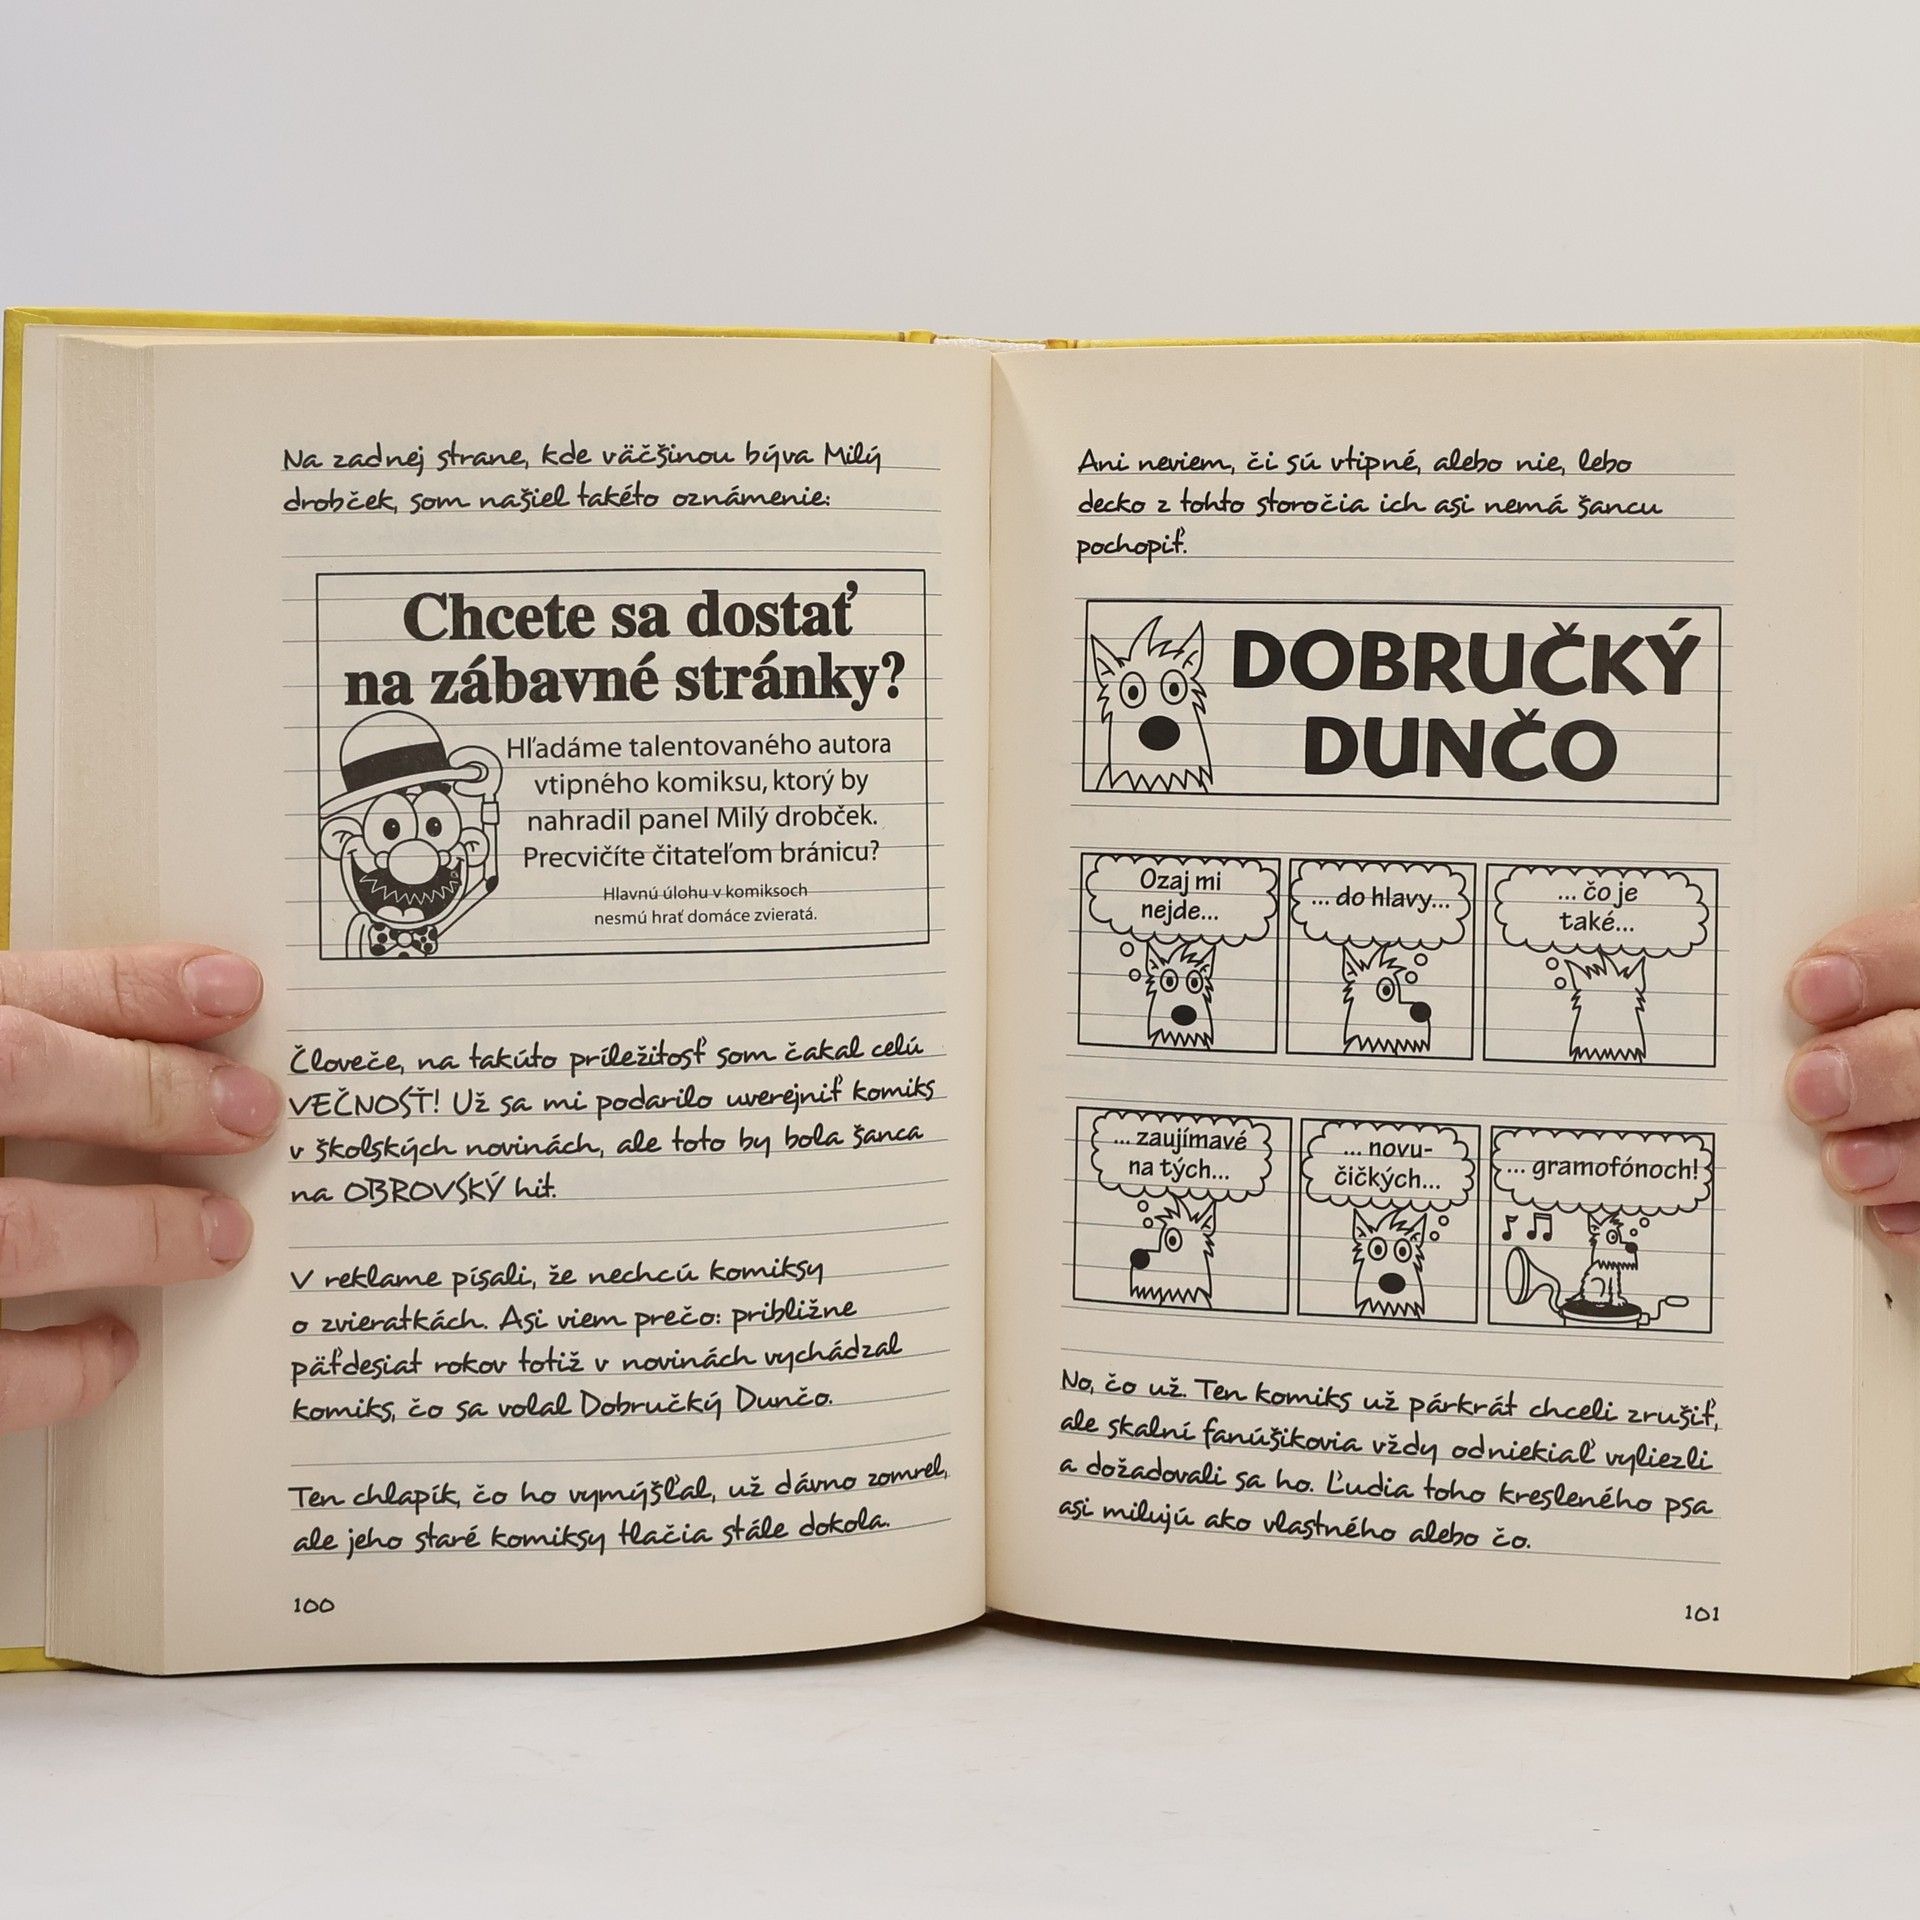 Na zadnej strane, kde väčšinou býva Milý
drobček, som našiel takéto oznámenie:
Chcete sa dostať
na zábavné stránky?
Hľadáme talentovaného autora
vtipného komiksu, ktorý by
nahradil panel Milý drobček.
Precvičíte čitateľom bránicu?
Hlavnú úlohu v komiksoch
nesmú hrať domáce zvieratá.
Človeče, na takúto príležitosť som čakal celú
VEČNOSŤ! Už sa mi podarilo uverejniť komiks
v školských novinách, ale toto by bola šanca
na OBROVSKÝ hit.
V reklame písali, že nechcú komiksy
o zvieratkách. Asi viem prečo: približne
päťdesiat rokov totiž v novinách vychádzal
komiks, čo sa volal Dobručký Dunčo.
Ten chlapík, čo ho vymýšľal, už dávno zomrel,
ale jeho staré komiksy tlačia stále dokola.
100
Ani neviem, či sú vtipné, alebo nie, lebo
decko z tohto storočia ich asi nemá šancu
pochopiť.
DOBRUČKÝ
DUNČO
Ozaj mi
nejde...
... do hlavy...
... čo je
také...
... zaujímavé
na tých...
... novu-
čičkých...
... gramofónoch!
No, čo už. Ten komiks už párkrát chceli zrušiť,
ale skalní fanúšikovia vždy odniekiaľ vyliezli
a dožadovali sa ho. Ľudia toho kresleného psa
asi milujú ako vlastného alebo čo.
101